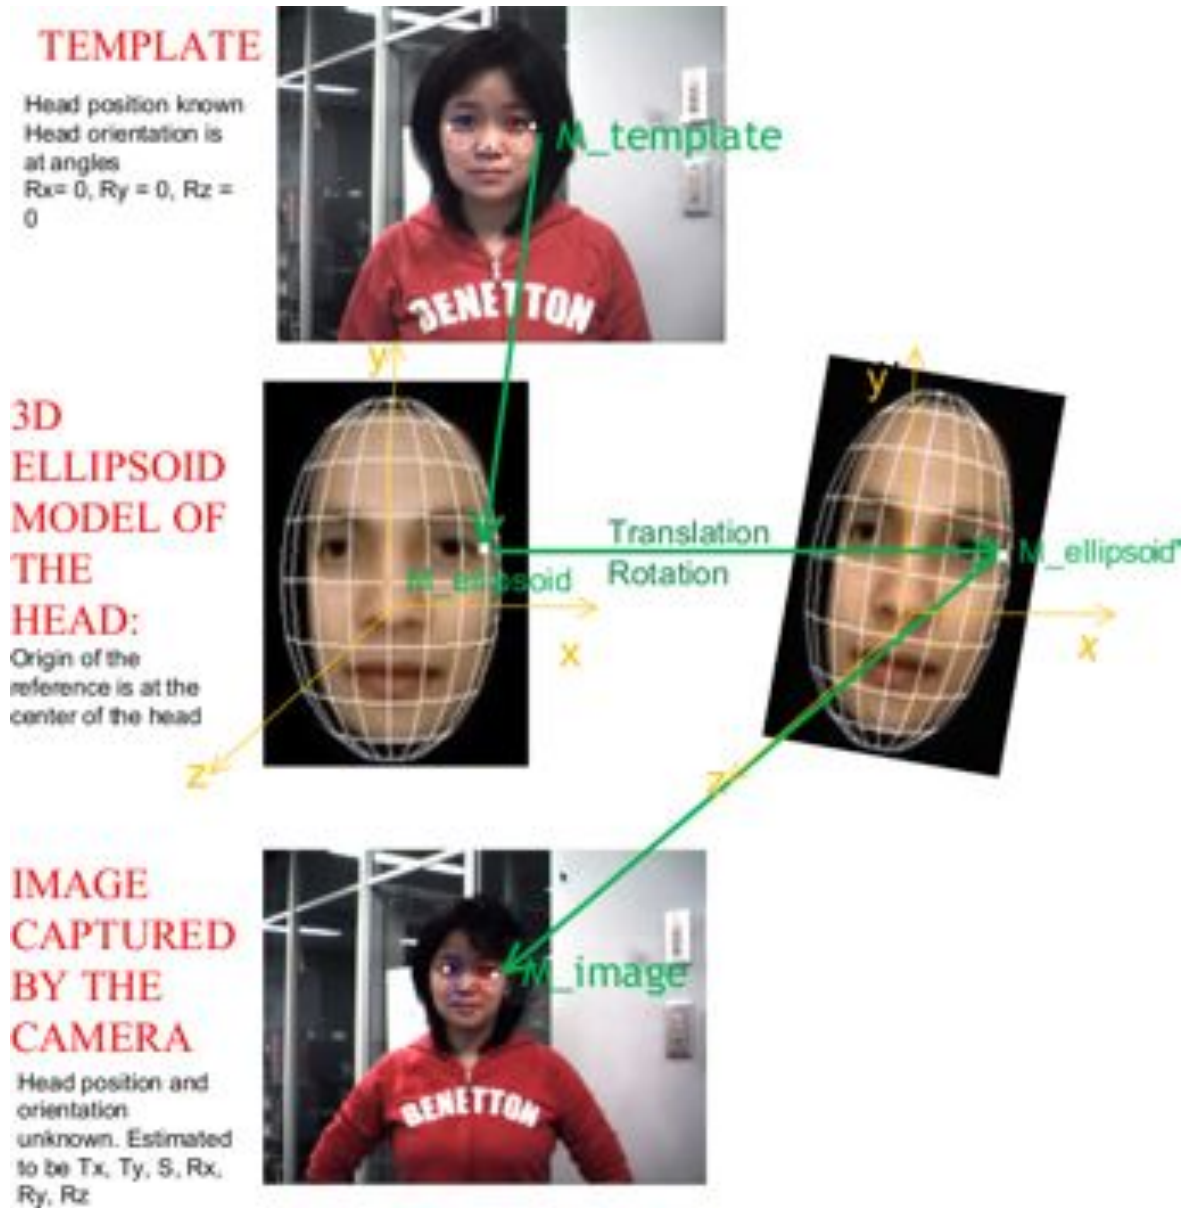 TEMPLATE
Head position known
Head orientation is
at angles
Rx= 0, Ry = 0, Rz =
0
M_template
BENETTON
3D
ELLIPSOID
MODEL OF
THE
HEAD:
Origin of the
reference is at the
center of the head
y
M_ellipsoid
x
z
Translation
Rotation
y'
M_ellipsoid"
x
z
IMAGE
CAPTURED
BY THE
CAMERA
Head position and
orientation
unknown. Estimated
to be Tx, Ty, S, Rx,
Ry, Rz
M_image
BENETTON